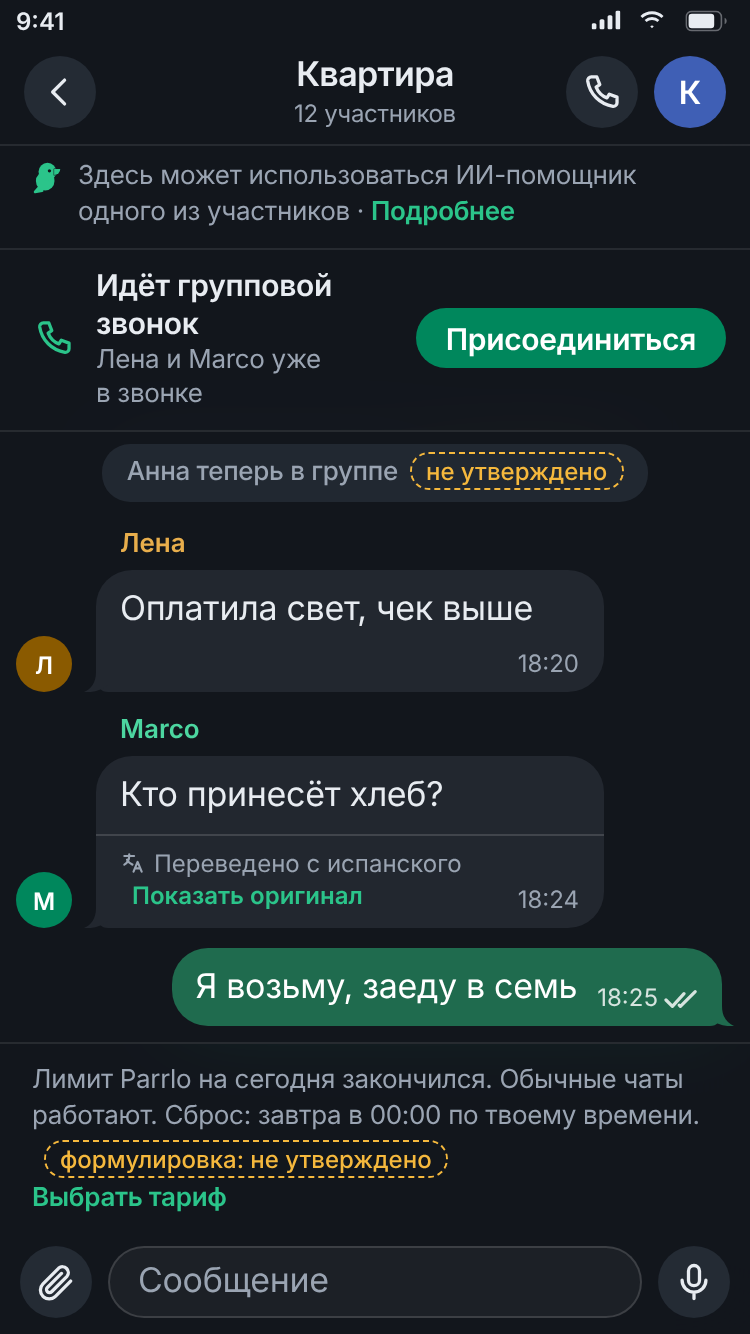 9:41
Квартира
12 участников
К
Здесь может использоваться ИИ-помощник
одного из участников · Подробнее
Идёт групповой
звонок
Лена и Marco уже
в звонке
Присоединиться
Анна теперь в группе не утверждено
Лена
Оплатила свет, чек выше
18:20
Л
Marco
Кто принесёт хлеб?
Переведено с испанского
Показать оригинал 18:24
М
Я возьму, заеду в семь 18:25
Лимит Parrlo на сегодня закончился. Обычные чаты
работают. Сброс: завтра в 00:00 по твоему времени.
формулировка: не утверждено
Выбрать тариф
Сообщение